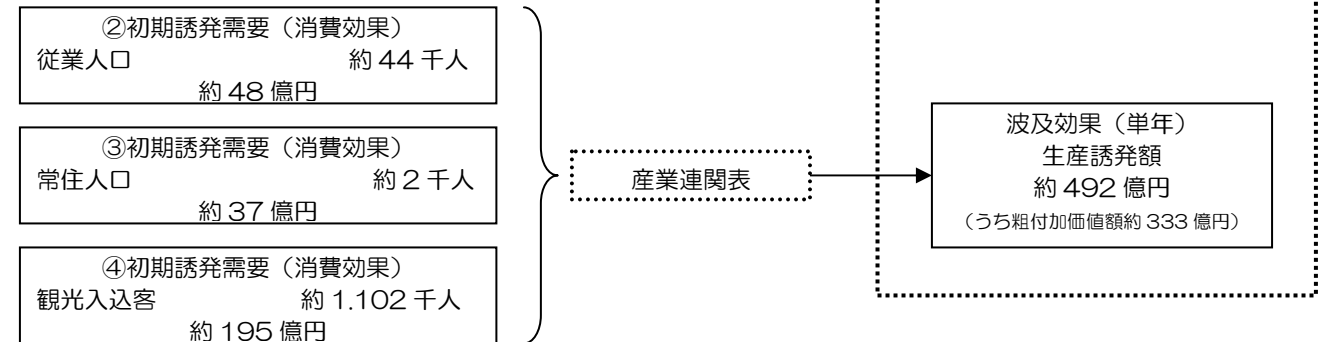 ②初期誘発需要（消費効果）
従業人口 約 44 千人
約 48 億円
③初期誘発需要（消費効果）
常住人口 約 2 千人
約 37 億円
④初期誘発需要（消費効果）
観光入込客 約 1.102 千人
約 195 億円
産業連関表
波及効果（単年）
生産誘発額
約 492 億円
（うち粗付加価値額約 333 億円）